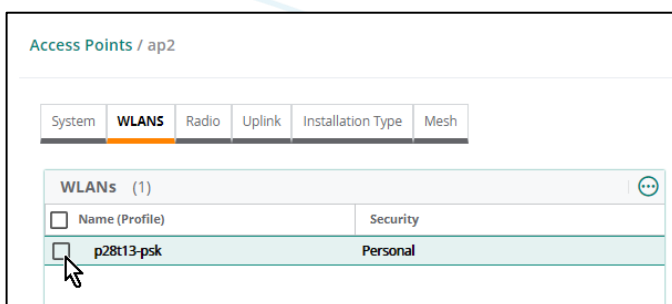 Access Points / ap2
System WLANS Radio Uplink Installation Type Mesh
WLANs (1)
Name (Profile) Security
p28t13-psk Personal